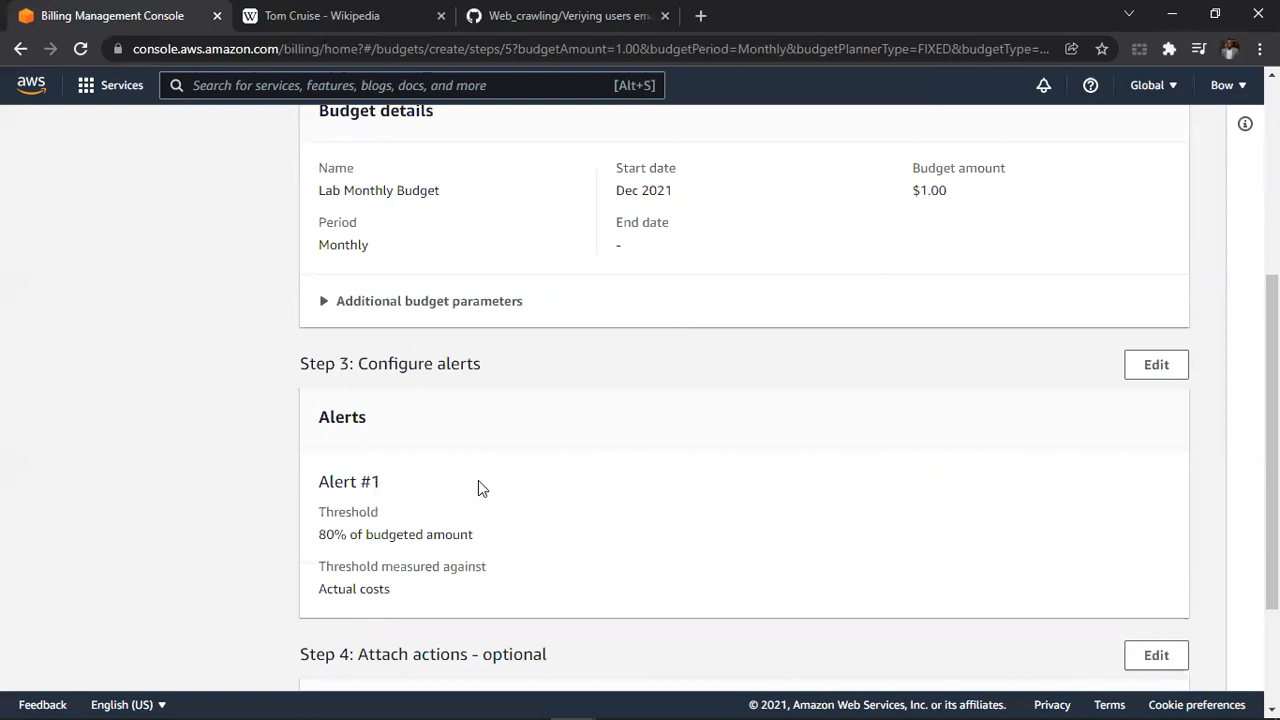 Billing Management Console
Tom Cruise - Wikipedia
Web_crawling/Veriying users ema
console.aws.amazon.com/billing/home?#/budgets/create/steps/5?budgetAmount=1.00&budgetPeriod=Monthly&budgetPlannerType=FIXED&budgetType=...
aws
Services
Search for services, features, blogs, docs, and more
[Alt+S]
Global
Bow
Budget details
Name
Lab Monthly Budget
Start date
Dec 2021
Budget amount
$1.00
Period
Monthly
End date
-
Additional budget parameters
Step 3: Configure alerts
Edit
Alerts
Alert #1
Threshold
80% of budgeted amount
Threshold measured against
Actual costs
Step 4: Attach actions - optional
Edit
Feedback
English (US)
© 2021, Amazon Web Services, Inc. or its affiliates.
Privacy
Terms
Cookie preferences